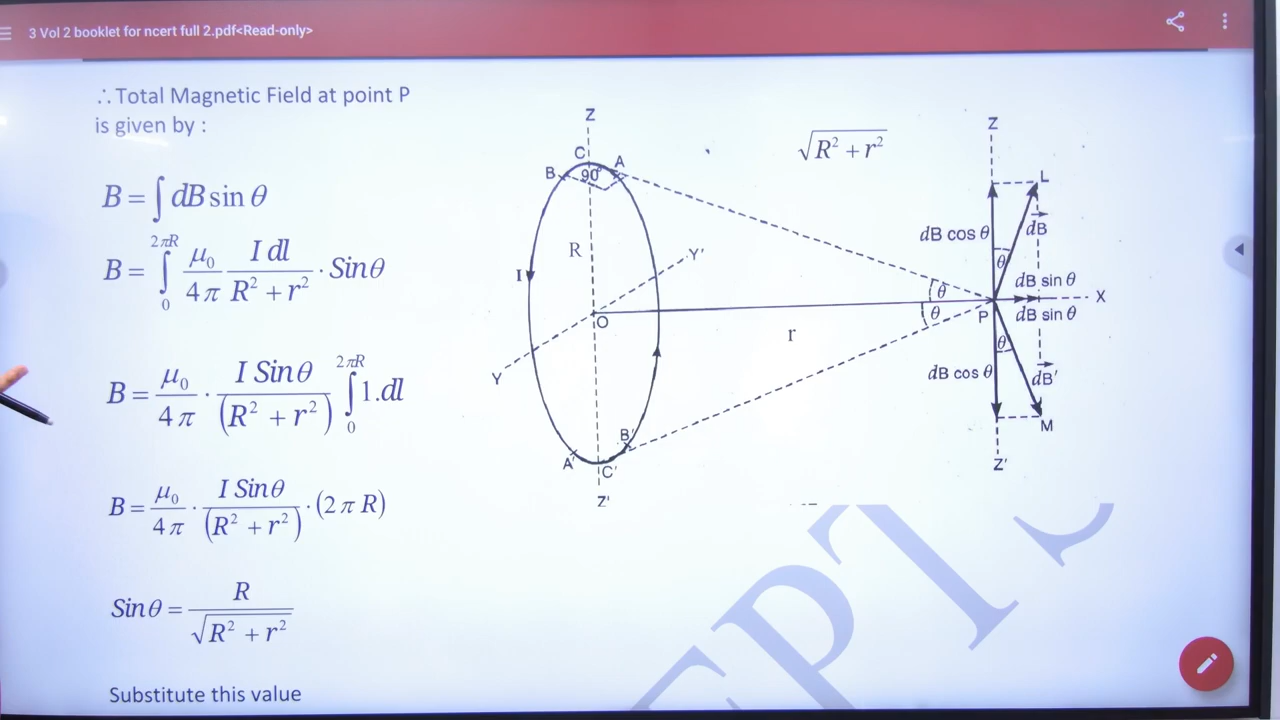 3 Vol 2 booklet for ncert full 2.pdf<Read-only>
∴ Total Magnetic Field at point P
is given by :
B = ∫ dB sin θ
B = ∫₀^{2πR} μ₀/4π · I dl/(R² + r²) · Sinθ
B = μ₀/4π · I Sinθ/(R² + r²) ∫₀^{2πR} 1.dl
B = μ₀/4π · I Sinθ/(R² + r²) · (2πR)
Sinθ = R/√(R² + r²)
Substitute this value
√(R² + r²)
Z
C
A
B
90°
R
I
Y'
O
Y
r
A'
B'
C'
Z'
Z
L
dB cos θ
dB
θ
dB sin θ
θ
X
θ
P
dB sin θ
θ
dB cos θ
dB'
M
Z'